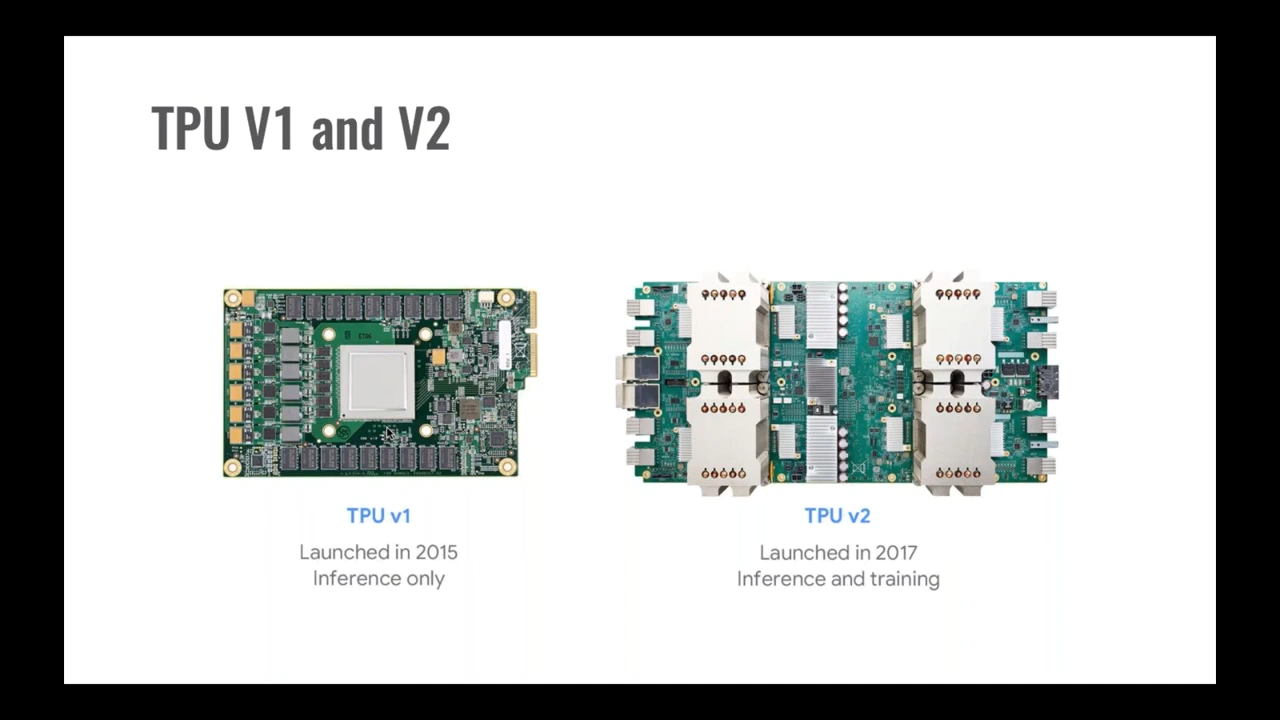 TPU V1 and V2
TPU v1
Launched in 2015
Inference only
TPU v2
Launched in 2017
Inference and training